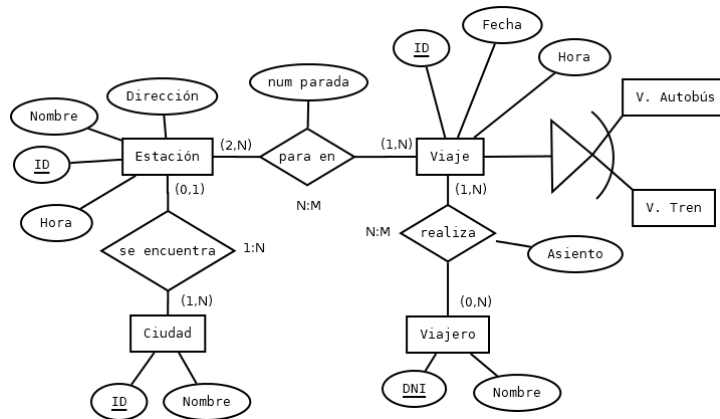 Fecha
ID
Hora
num parada
Dirección
Nombre
V. Autobús
Estación
(2,N)
para en
(1,N)
Viaje
ID
(0,1)
(1,N)
V. Tren
N:M
Hora
N:M
realiza
se encuentra
1:N
Asiento
(1,N)
(0,N)
Ciudad
Viajero
ID
Nombre
DNI
Nombre